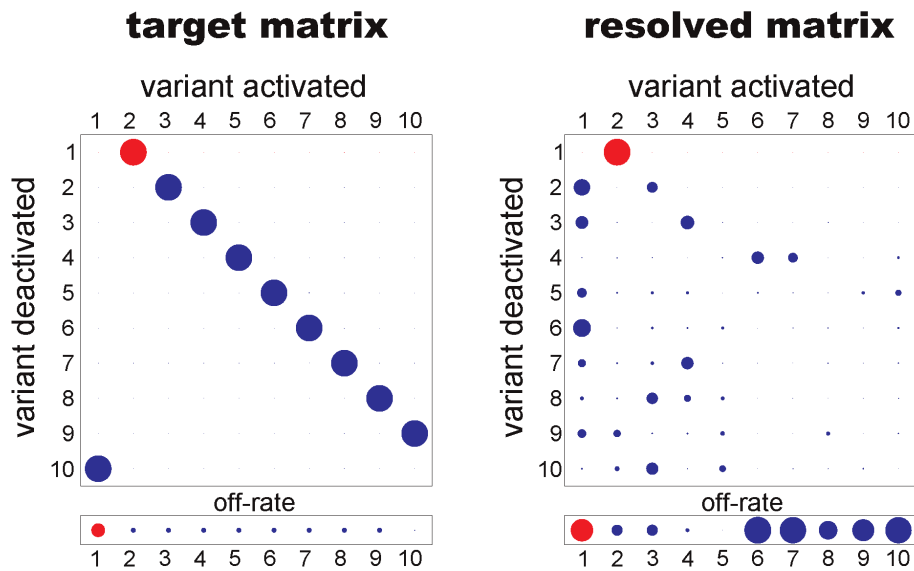 target matrix
variant activated
1 2 3 4 5 6 7 8 9 10
variant deactivated
1
2
3
4
5
6
7
8
9
10
off-rate
1 2 3 4 5 6 7 8 9 10
resolved matrix
variant activated
1 2 3 4 5 6 7 8 9 10
variant deactivated
1
2
3
4
5
6
7
8
9
10
off-rate
1 2 3 4 5 6 7 8 9 10